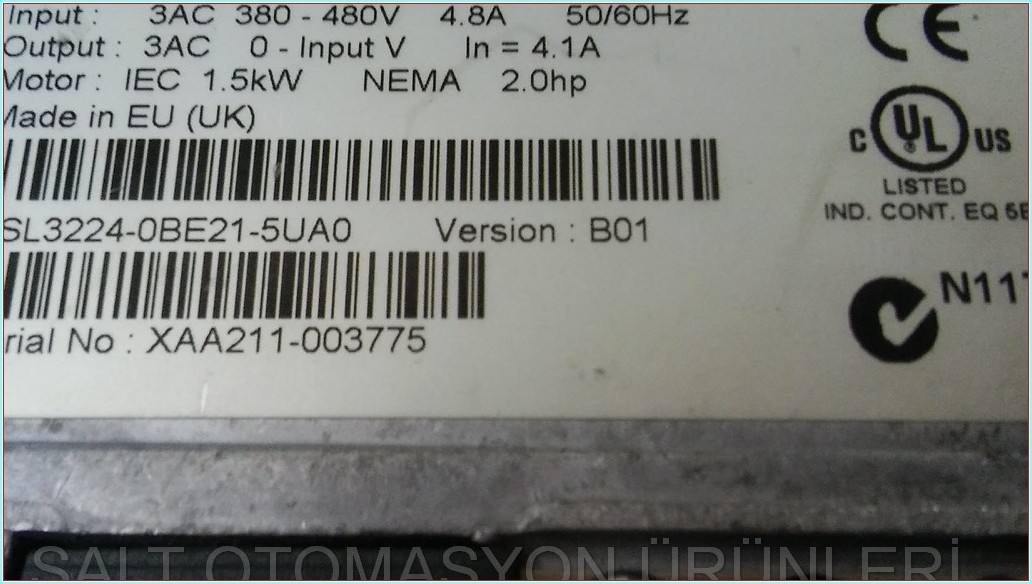 Input : 3AC 380 - 480V 4.8A 50/60Hz
Output : 3AC 0 - Input V In = 4.1A
Motor : IEC 1.5kW NEMA 2.0hp
Made in EU (UK)
SL3224-0BE21-5UA0 Version : B01
rial No : XAA211-003775
CE
C UL US
LISTED
IND. CONT. EQ 5E
N117
SALT OTOMASYON ÜRÜNLERİ